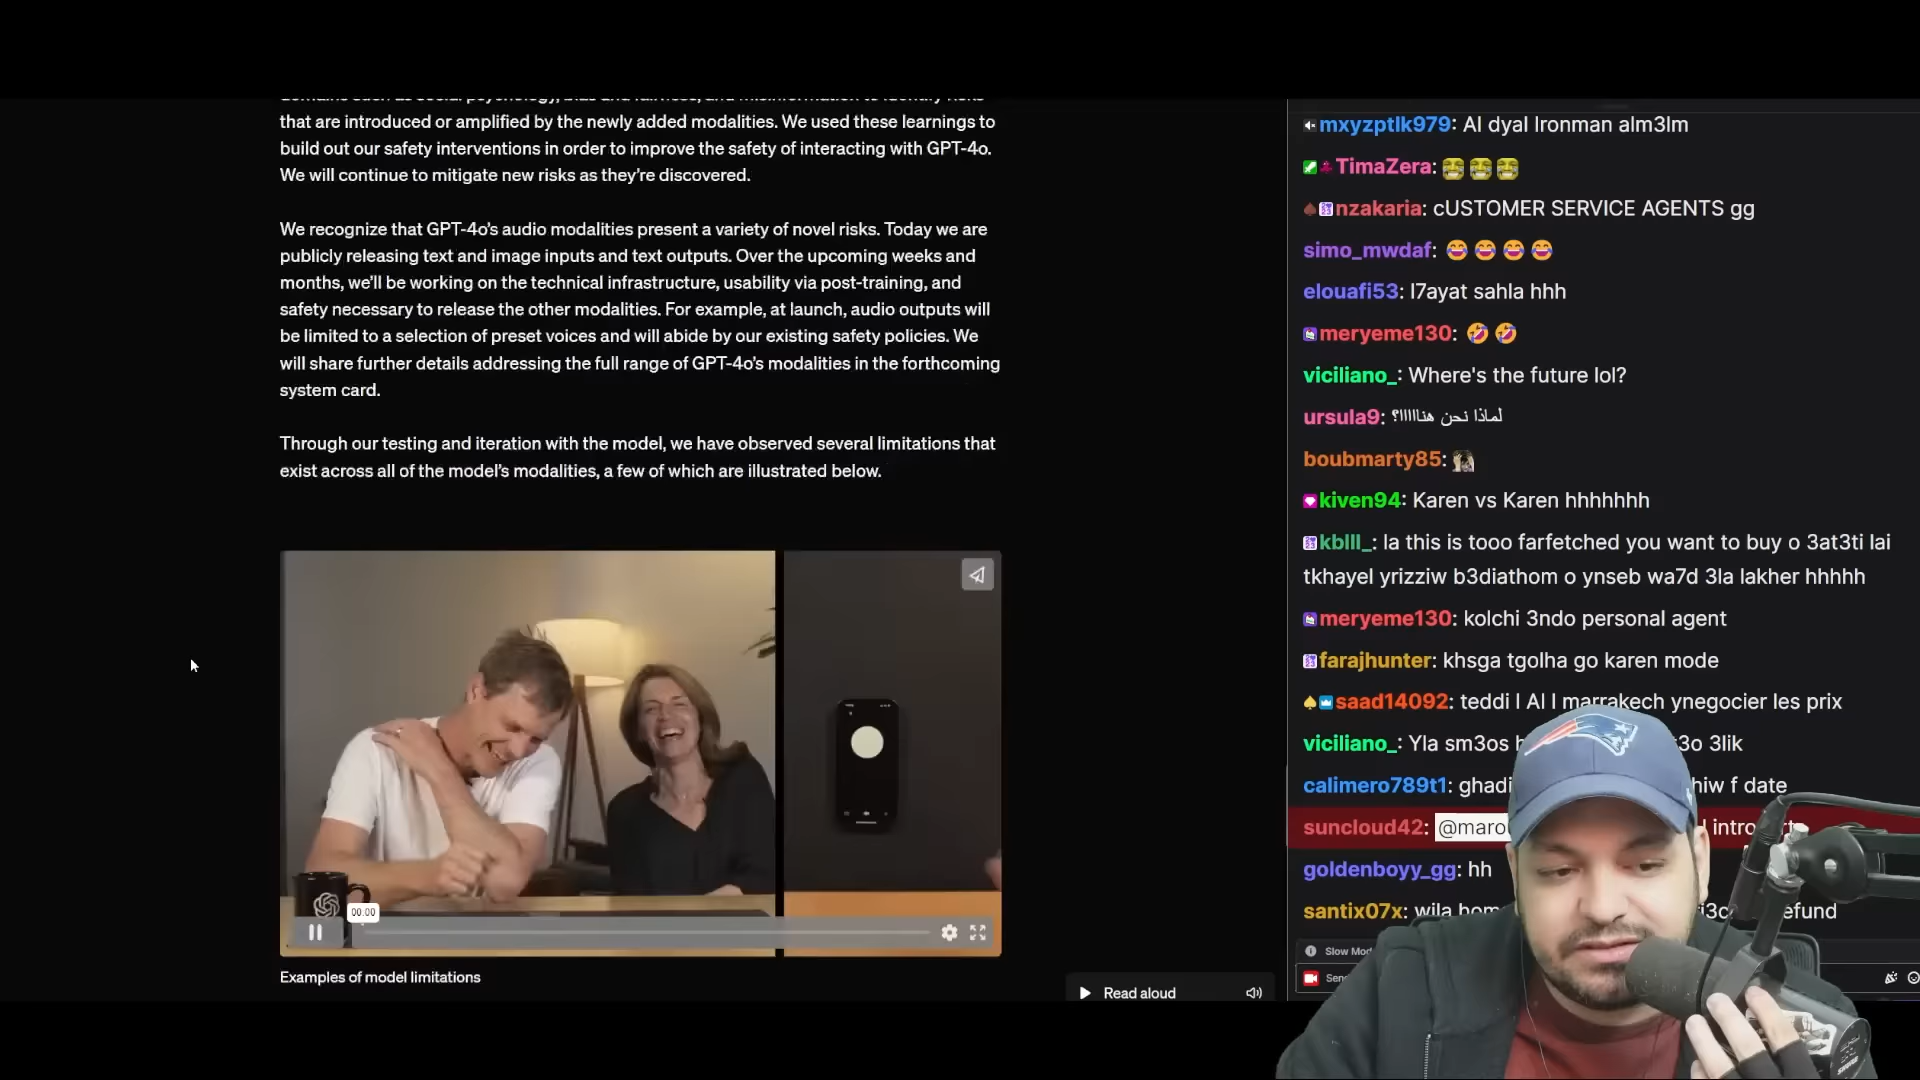 that are introduced or amplified by the newly added modalities. We used these learnings to
build out our safety interventions in order to improve the safety of interacting with GPT-4o.
We will continue to mitigate new risks as they're discovered.
We recognize that GPT-4o's audio modalities present a variety of novel risks. Today we are
publicly releasing text and image inputs and text outputs. Over the upcoming weeks and
months, we'll be working on the technical infrastructure, usability via post-training, and
safety necessary to release the other modalities. For example, at launch, audio outputs will
be limited to a selection of preset voices and will abide by our existing safety policies. We
will share further details addressing the full range of GPT-4o's modalities in the forthcoming
system card.
Through our testing and iteration with the model, we have observed several limitations that
exist across all of the model's modalities, a few of which are illustrated below.
00:00
Examples of model limitations
Read aloud
mxyzptlk979: AI dyal Ironman alm3lm
TimaZera:
nzakaria: cUSTOMER SERVICE AGENTS gg
simo_mwdaf:
elouafi53: l7ayat sahla hhh
meryeme130:
viciliano_: Where's the future lol?
ursula9: لماذا نحن هنااااا؟
boubmarty85:
kiven94: Karen vs Karen hhhhhhh
kblll_: la this is tooo farfetched you want to buy o 3at3ti lai
tkhayel yrizziw b3diathom o ynseb wa7d 3la lakher hhhhh
meryeme130: kolchi 3ndo personal agent
farajhunter: khsga tgolha go karen mode
saad14092: teddi l AI l marrakech ynegocier les prix
viciliano_: Yla sm3os 3lik
calimero789t1: f date
suncloud42:
goldenboyy_gg: hh
santix07x: wila
Slow